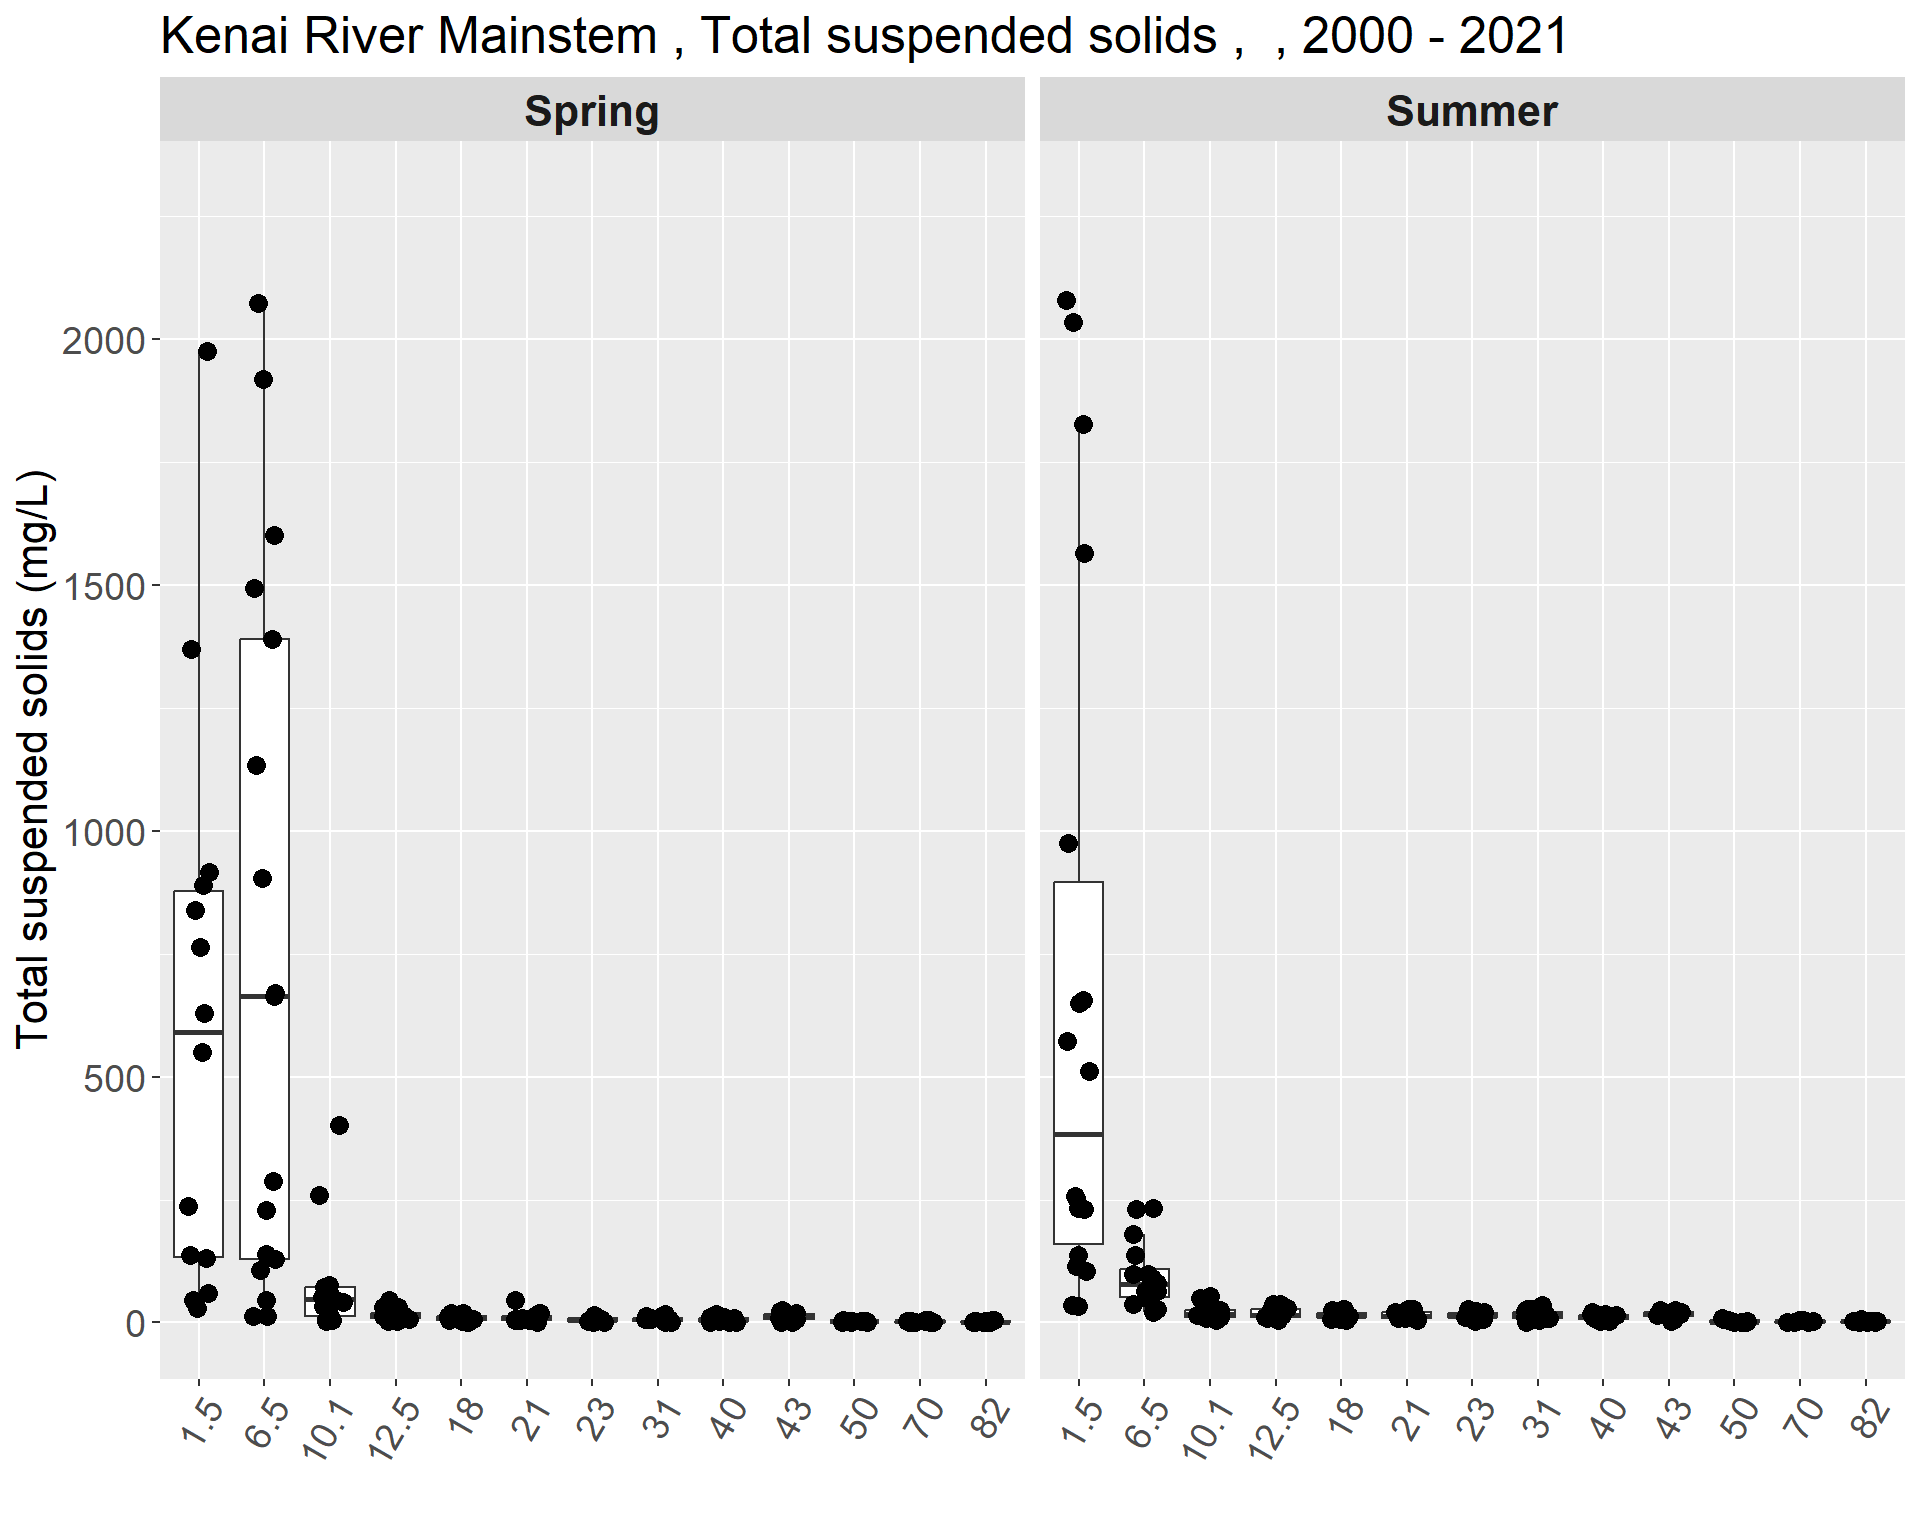 Kenai River Mainstem , Total suspended solids ,  , 2000 - 2021
Spring
Summer
Total suspended solids (mg/L)
2000
1500
1000
500
0
1.5 6.5 10.1 12.5 18 21 23 31 40 43 50 70 82
1.5 6.5 10.1 12.5 18 21 23 31 40 43 50 70 82